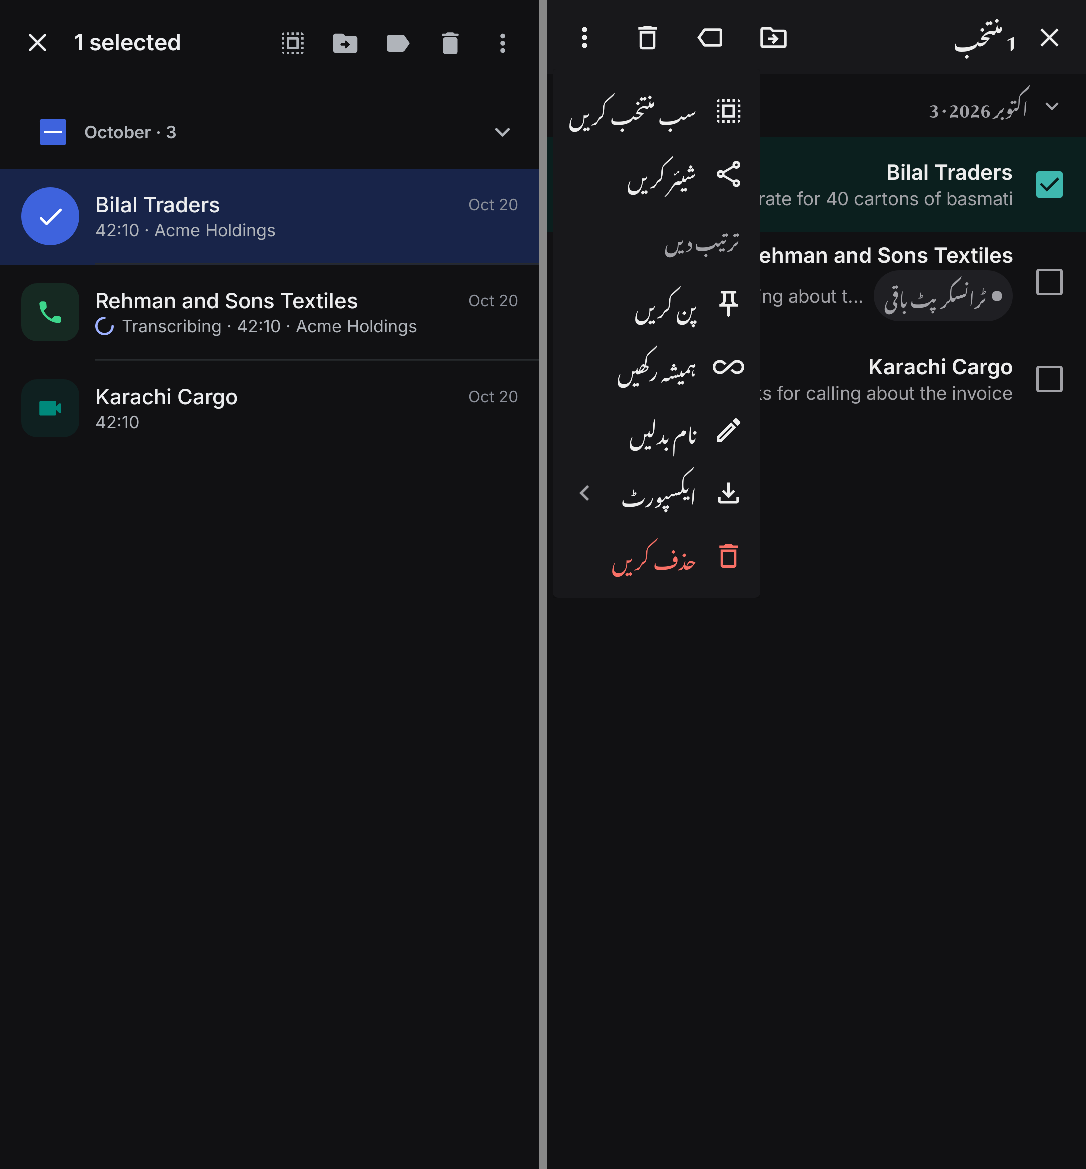 1 selected
October · 3
Bilal Traders
Oct 20
42:10 · Acme Holdings
Rehman and Sons Textiles
Oct 20
Transcribing · 42:10 · Acme Holdings
Karachi Cargo
Oct 20
42:10
1 منتخب
اکتوبر 2026 · 3
Bilal Traders
rate for 40 cartons of basmati
ehman and Sons Textiles
ing about t...
ٹرانسکرپٹ باقی
Karachi Cargo
s for calling about the invoice
سب منتخب کریں
شیئر کریں
ترتیب دیں
پن کریں
ہمیشہ رکھیں
نام بدلیں
ایکسپورٹ
حذف کریں